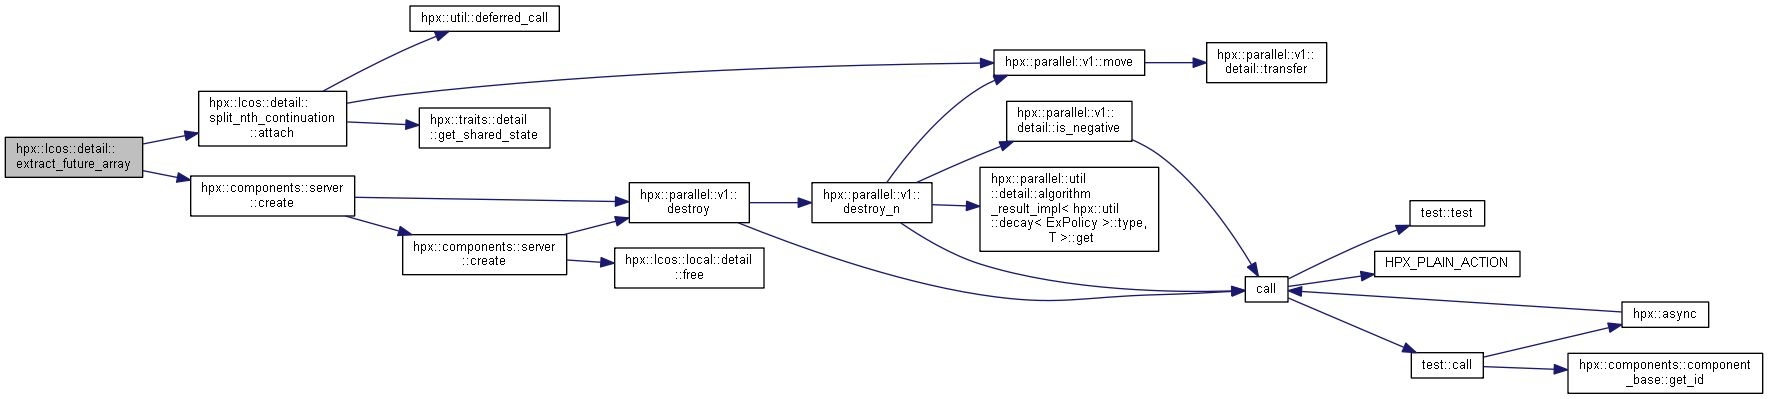 hpx::lcos::detail::
extract_future_array
hpx::lcos::detail::
split_nth_continuation
::attach
hpx::components::server
::create
hpx::util::deferred_call
hpx::traits::detail
::get_shared_state
hpx::components::server
::create
hpx::parallel::v1::
destroy
hpx::lcos::local::detail
::free
hpx::parallel::v1::
destroy_n
hpx::parallel::v1::move
hpx::parallel::v1::
detail::is_negative
hpx::parallel::util
::detail::algorithm
_result_impl< hpx::util
::decay< ExPolicy >::type,
T >::get
hpx::parallel::v1::
detail::transfer
call
test::test
HPX_PLAIN_ACTION
test::call
hpx::async
hpx::components::component
_base::get_id